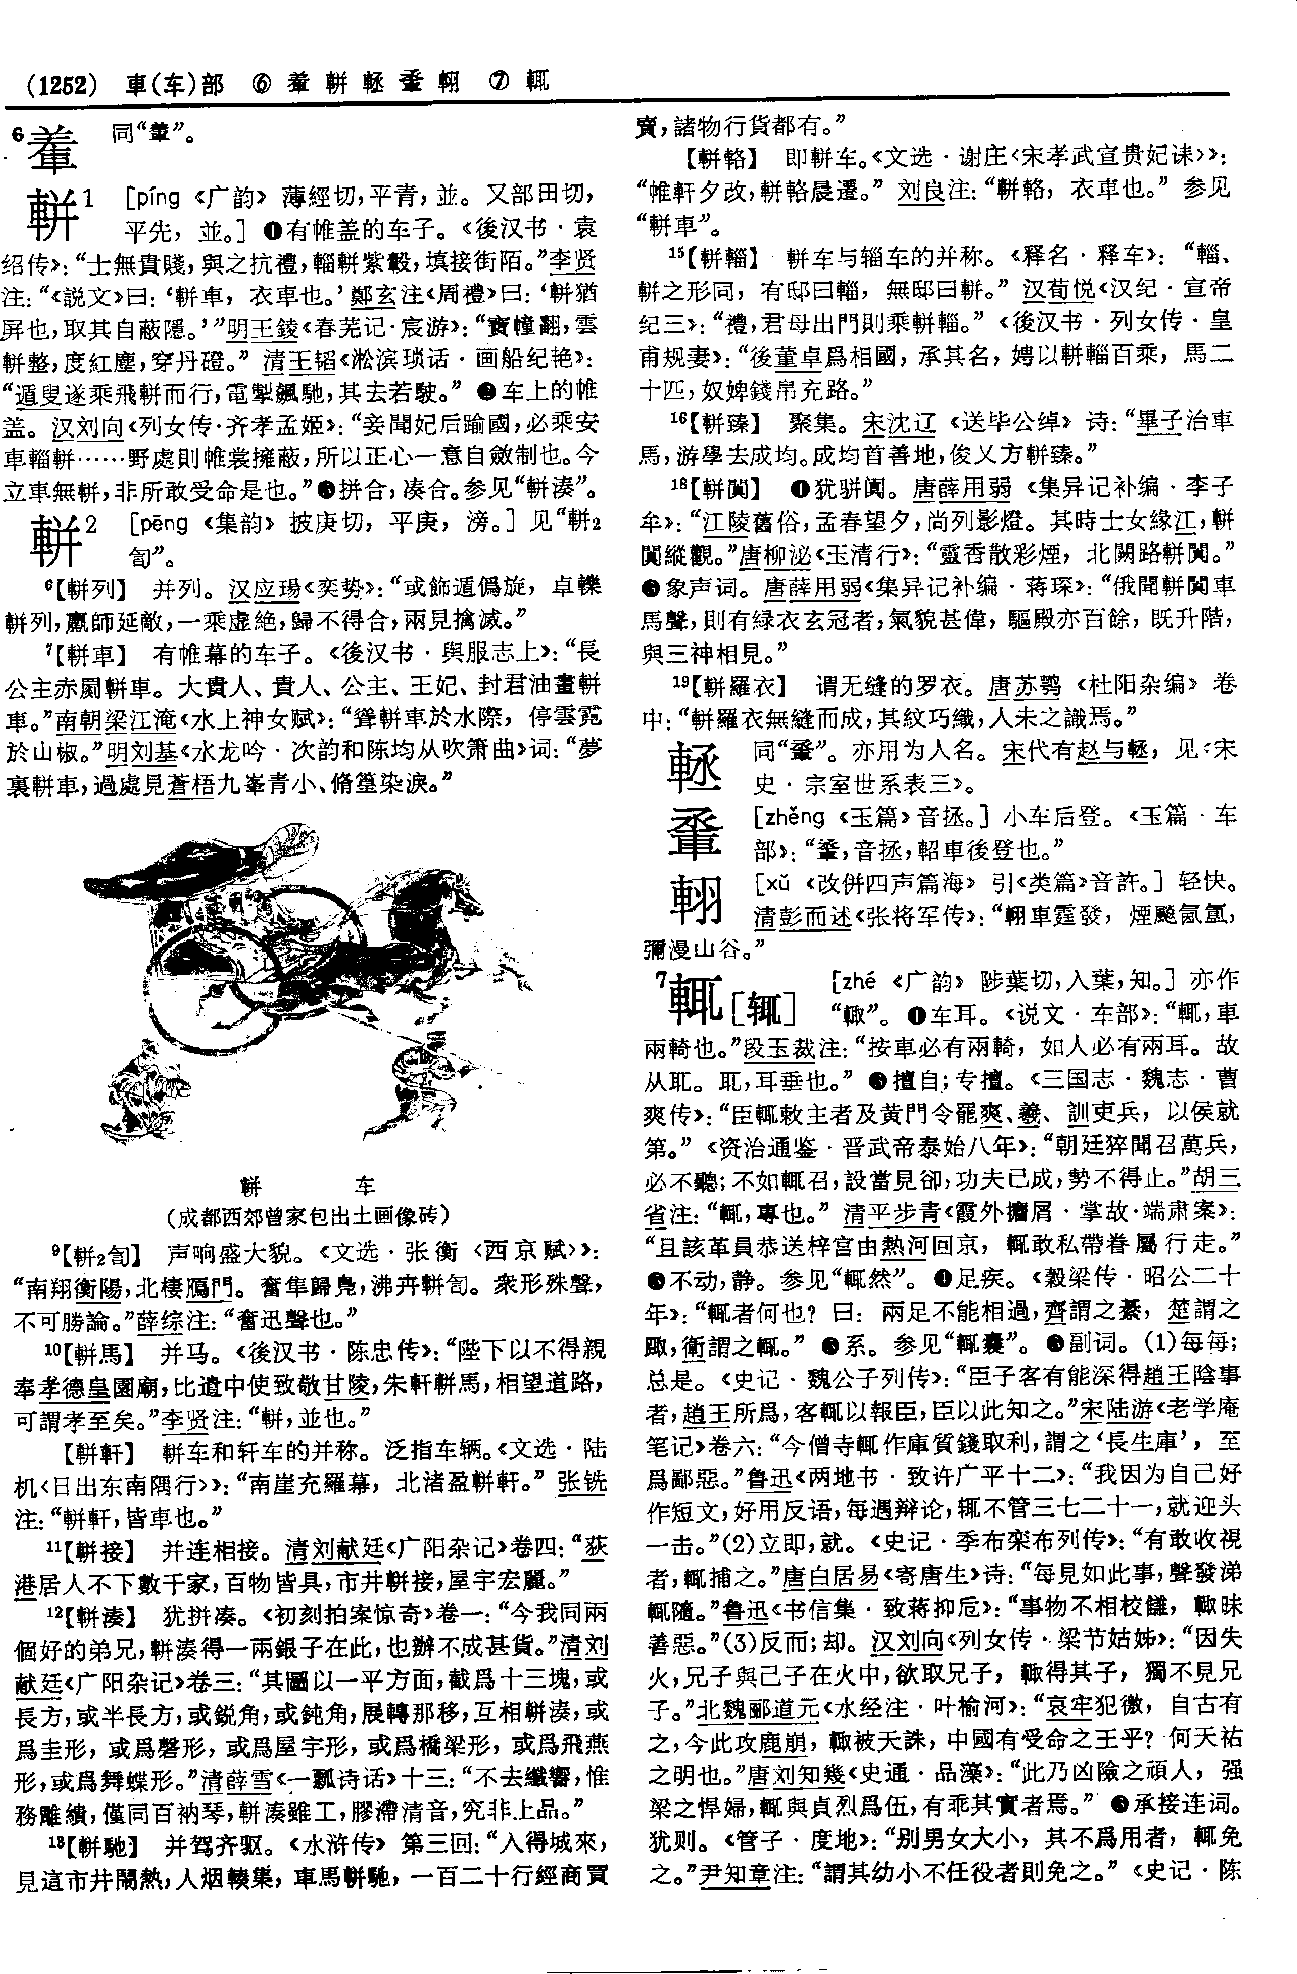 (1252) 車(车)部 ⑥ 輂 軿 軽 𨋬 翶 ⑦ 輒
同“輂”。
軿1 [píng《广韵》薄經切,平青,並。又部田切,
平先,並。] ❶有帷盖的车子。《後汉书·袁
绍传》:“士無貴賤,與之抗禮,輜軿紫轂,填接街陌。”李贤
注:“《説文》曰:‘軿車,衣車也。’鄭玄注《周禮》曰:‘軿猶
屏也,取其自蔽隱。’”明王錂《春芜记·宸游》:“寶幢翻,雲
軿整,度紅塵,穿丹磴。”清王韬《淞滨琐话·画船纪艳》:
“遁叟遂乘飛軿而行,電掣飆馳,其去若駛。”❷车上的帷
盖。汉刘向《列女传·齐孝孟姬》:“妾聞妃后踰國,必乘安
車輜軿……野處則帷裳擁蔽,所以正心一意自斂制也。今
立車無軿,非所敢受命是也。”❸拼合,凑合。参见“軿湊”。
軿2 [pēng《集韵》披庚切,平庚,滂。] 见“軿2
訇”。
6【軿列】 并列。汉应瑒《奕势》:“或飾遁僞旋,卓轢
軿列,羸師延敵,一乘虚絶,歸不得合,兩見擒滅。”
7【軿車】 有帷幕的车子。《後汉书·舆服志上》:“長
公主赤罽軿車。大貴人、貴人、公主、王妃、封君油畫軿
車。”南朝梁江淹《水上神女赋》:“聳軿車於水際,停雲霓
於山椒。”明刘基《水龙吟·次韵和陈均从吹箫曲》词:“夢
裏軿車,過處見蒼梧九峯青小、脩篁染淚。”
軿 车
(成都西郊曾家包出土画像砖)
9【軿2訇】 声响盛大貌。《文选·张衡〈西京赋〉》:
“南翔衡陽,北棲鴈門。奮隼歸鳧,沸卉軿訇。衆形殊聲,
不可勝論。”薛综注:“奮迅聲也。”
10【軿馬】 并马。《後汉书·陈忠传》:“陛下以不得親
奉孝德皇園廟,比遣中使致敬甘陵,朱軒軿馬,相望道路,
可謂孝至矣。”李贤注:“軿,並也。”
【軿軒】 軿车和轩车的并称。泛指车辆。《文选·陆
机〈日出东南隅行〉》:“南崖充羅幕,北渚盈軿軒。”张铣
注:“軿軒,皆車也。”
11【軿接】 并连相接。清刘献廷《广阳杂记》卷四:“荻
港居人不下數千家,百物皆具,市井軿接,屋宇宏麗。”
12【軿湊】 犹拼凑。《初刻拍案惊奇》卷一:“今我同兩
個好的弟兄,軿湊得一兩銀子在此,也辦不成甚貨。”清刘
献廷《广阳杂记》卷三:“其圖以一平方面,截爲十三塊,或
長方,或半長方,或鋭角,或鈍角,展轉那移,互相軿湊,或
爲圭形,或爲磬形,或爲屋宇形,或爲橋梁形,或爲飛燕
形,或爲舞蝶形。”清薛雪《一瓢诗话》十三:“不去纖響,惟
務雕繢,僅同百衲琴,軿湊雖工,膠滯清音,究非上品。”
13【軿馳】 并驾齐驱。《水浒传》第三回:“入得城來,
見這市井鬧熱,人烟輳集,車馬軿馳,一百二十行經商買
賣,諸物行貨都有。”
【軿輅】 即軿车。《文选·谢庄〈宋孝武宣贵妃诔〉》:
“帷軒夕改,軿輅晨遷。”刘良注:“軿輅,衣車也。”参见
“軿車”。
15【軿輜】 軿车与辎车的并称。《释名·释车》:“輜、
軿之形同,有邸曰輜,無邸曰軿。”汉荀悦《汉纪·宣帝
纪三》:“禮,君母出門則乘軿輜。”《後汉书·列女传·皇
甫规妻》:“後董卓爲相國,承其名,娉以軿輜百乘,馬二
十匹,奴婢錢帛充路。”
16【軿臻】 聚集。宋沈辽《送毕公绰》诗:“畢子治車
馬,游學去成均。成均首善地,俊乂方軿臻。”
18【軿闐】 ❶犹骈阗。唐薛用弱《集异记补编·李子
牟》:“江陵舊俗,孟春望夕,尚列影燈。其時士女緣江,軿
闐縱觀。”唐柳泌《玉清行》:“靈香散彩煙,北闕路軿闐。”
❷象声词。唐薛用弱《集异记补编·蒋琛》:“俄聞軿闐車
馬聲,則有緑衣玄冠者,氣貌甚偉,驅殿亦百餘,既升階,
與三神相見。”
19【軿羅衣】 谓无缝的罗衣。唐苏鹗《杜阳杂编》卷
中:“軿羅衣無縫而成,其紋巧織,人未之識焉。”
亦用为人名。宋代有赵与,见《宋
史·宗室世系表三》。
[zhěng《玉篇》音拯。] 小车后登。《玉篇·车
部》:“音拯,軺車後登也。”
[xǔ《改併四声篇海》引《类篇》音許。] 轻快。
清彭而述《张将军传》:“車霆發,煙颷氤氲,
彌漫山谷。”
7輒[辄] [zhé《广韵》陟葉切,入葉,知。] 亦作
“輙”。❶车耳。《说文·车部》:“輒,車
兩輢也。”段玉裁注:“按車必有兩輢,如人必有兩耳。故
从耴。耴,耳垂也。”❷擅自;专擅。《三国志·魏志·曹
爽传》:“臣輒敕主者及黄門令罷爽、羲、訓吏兵,以侯就
第。”《资治通鉴·晋武帝泰始八年》:“朝廷猝聞召萬兵,
必不聽;不如輒召,設當見卻,功夫已成,勢不得止。”胡三
省注:“輒,專也。”清平步青《霞外攟屑·掌故·端肃案》:
“且該革員恭送梓宫由熱河回京,輒敢私帶眷屬行走。”
❸不动,静。参见“輒然”。❹足疾。《穀梁传·昭公二十
年》:“輒者何也?曰:兩足不能相過,齊謂之綦,楚謂之
踂,衛謂之輒。”❺系。参见“輒囊”。❻副词。(1)每每;
总是。《史记·魏公子列传》:“臣子客有能深得趙王陰事
者,趙王所爲,客輒以報臣,臣以此知之。”宋陆游《老学庵
笔记》卷六:“今僧寺輒作庫質錢取利,謂之‘長生庫’,至
爲鄙惡。”鲁迅《两地书·致许广平十二》:“我因为自己好
作短文,好用反语,每遇辩论,辄不管三七二十一,就迎头
一击。”(2)立即,就。《史记·季布栾布列传》:“有敢收視
者,輒捕之。”唐白居易《寄唐生》诗:“每見如此事,聲發涕
輒隨。”鲁迅《书信集·致蒋抑卮》:“事物不相校讎,輙昧
善惡。”(3)反而;却。汉刘向《列女传·梁节姑姊》:“因失
火,兄子與己子在火中,欲取兄子,輙得其子,獨不見兄
子。”北魏郦道元《水经注·叶榆河》:“哀牢犯徼,自古有
之,今此攻鹿崩,輙被天誅,中國有受命之王乎?何天祐
之明也。”唐刘知幾《史通·品藻》:“此乃凶險之頑人,强
梁之悍婦,輒與貞烈爲伍,有乖其實者焉。”❼承接连词。
犹则。《管子·度地》:“别男女大小,其不爲用者,輒免
之。”尹知章注:“謂其幼小不任役者則免之。”《史记·陈